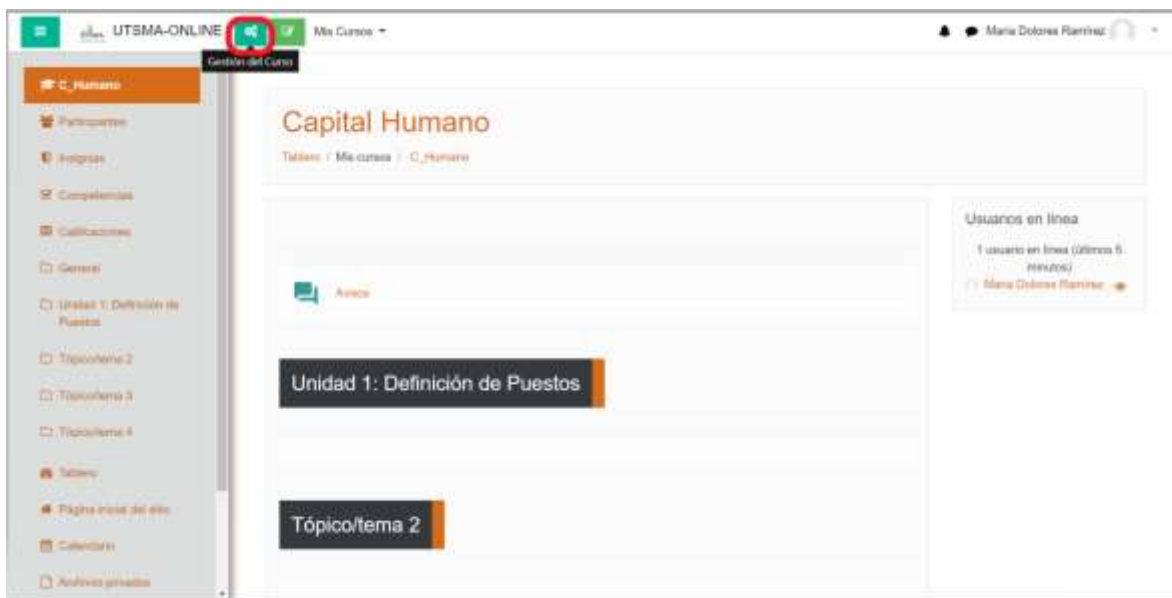 UTSMA-ONLINE
Mis Cursos
Maria Dolores Ramírez
Gestión del Curso
C_Humano
Participantes
Insignias
Competencias
Calificaciones
General
Unidad 1: Definición de
Puestos
Tópico/tema 2
Tópico/tema 3
Tópico/tema 4
Tablero
Página inicial del sitio
Calendario
Archivos privados
Capital Humano
Tablero / Mis cursos / C_Humano
Avisos
Unidad 1: Definición de Puestos
Tópico/tema 2
Usuarios en línea
1 usuario en línea (últimos 5
minutos)
Maria Dolores Ramírez